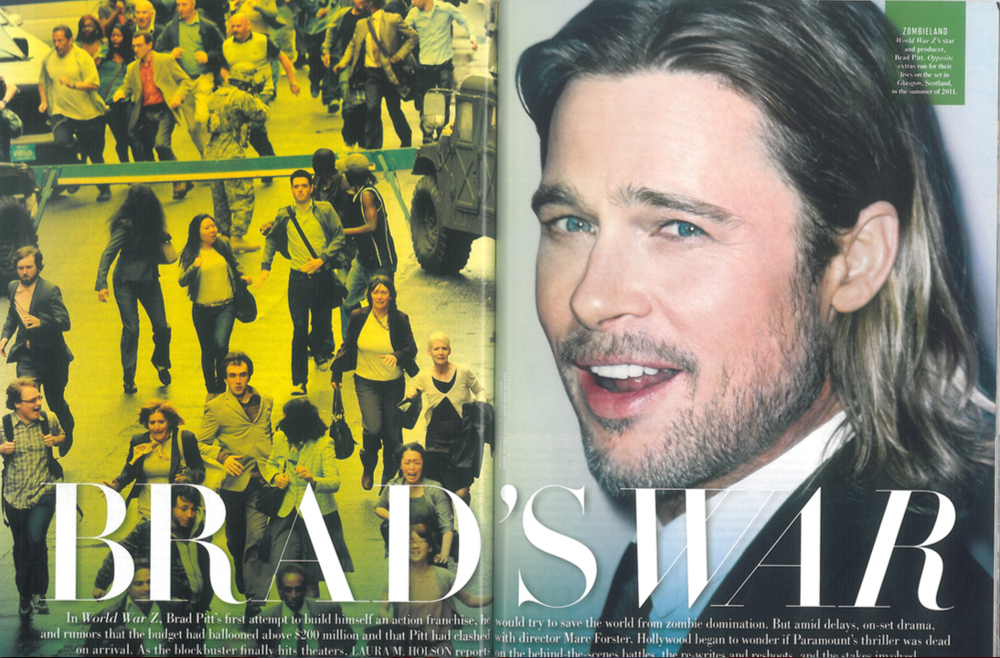 ZOMBIELAND
World War Z's star
and producer,
Brad Pitt. Opposite,
extras run for their
lives on the set in
Glasgow, Scotland,
in the summer of 2011.
BRAD'S WAR
In World War Z, Brad Pitt's first attempt to build himself an action franchise, he would try to save the world from zombie domination. But amid delays, on-set drama,
and rumors that the budget had ballooned above $200 million and that Pitt had clashed with director Marc Forster, Hollywood began to wonder if Paramount's thriller was dead
on arrival. As the blockbuster finally hits theaters, LAURA M. HOLSON reports on the behind-the-scenes battles, the re-writes and reshoots, and the stakes involved